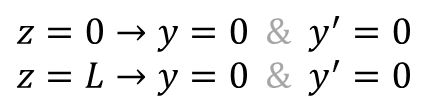 z = 0 → y = 0 & y′ = 0
z = L → y = 0 & y′ = 0